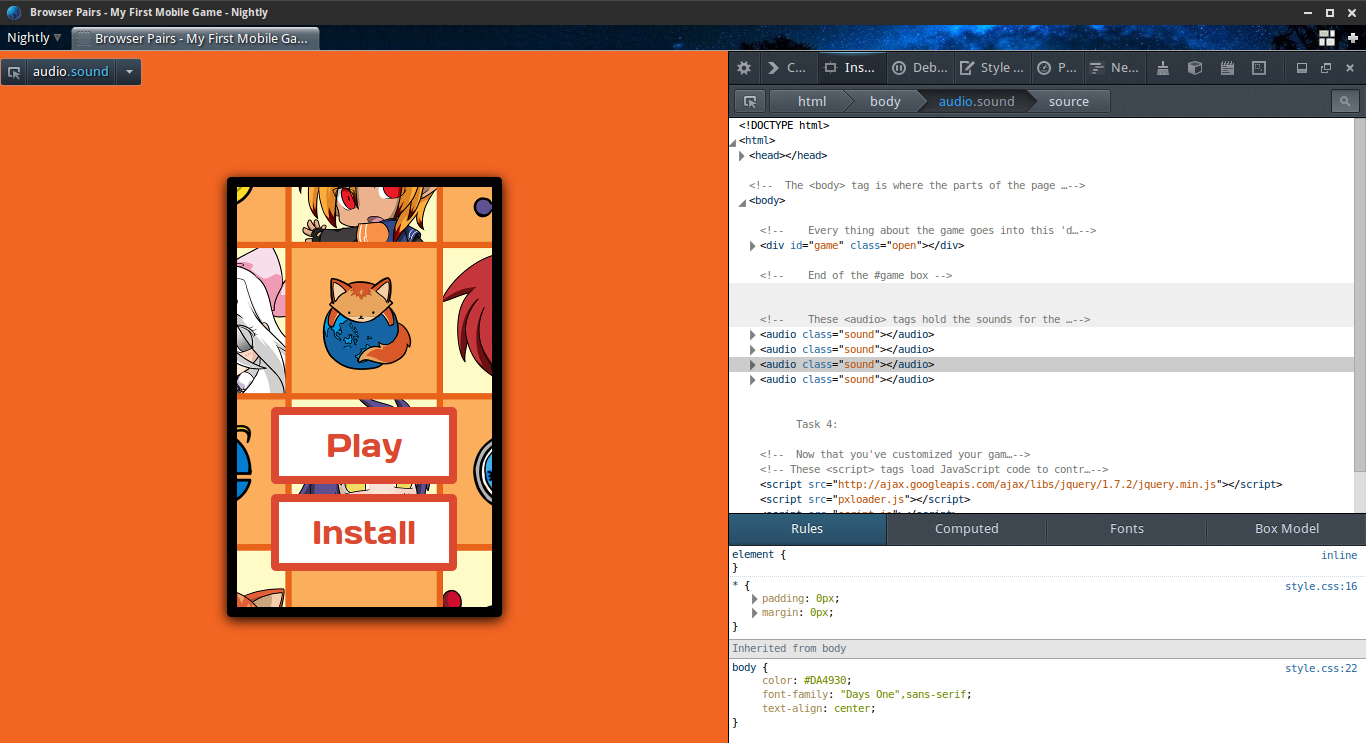 Browser Pairs - My First Mobile Game - Nightly
Nightly
Browser Pairs - My First Mobile Ga...
audio.sound
Play
Install
C...
Ins...
Deb...
Style ...
P...
Ne...
html
body
audio.sound
source
<!DOCTYPE html>
<html>
<head></head>
<!--  The <body> tag is where the parts of the page …-->
<body>
<!--    Every thing about the game goes into this 'd…-->
<div id="game" class="open"></div>
<!--    End of the #game box -->
<!--    These <audio> tags hold the sounds for the …-->
<audio class="sound"></audio>
<audio class="sound"></audio>
<audio class="sound"></audio>
<audio class="sound"></audio>
Task 4:
<!--  Now that you've customized your gam…-->
<!-- These <script> tags load JavaScript code to contr…-->
<script src="http://ajax.googleapis.com/ajax/libs/jquery/1.7.2/jquery.min.js"></script>
<script src="pxloader.js"></script>
Rules
Computed
Fonts
Box Model
element {
inline
}
* {
style.css:16
padding: 0px;
margin: 0px;
}
Inherited from body
body {
style.css:22
color: #DA4930;
font-family: "Days One",sans-serif;
text-align: center;
}